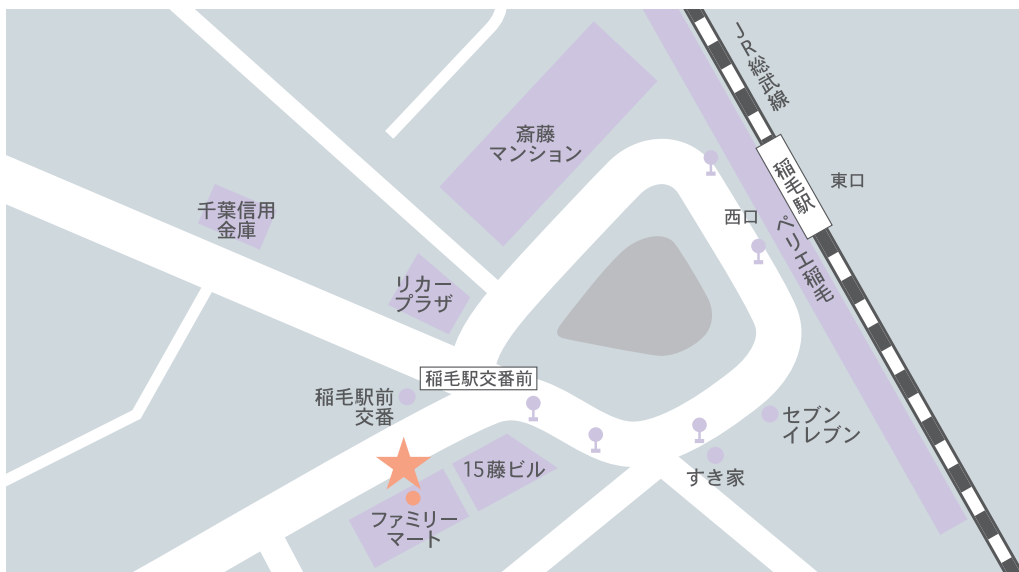 JR総武線
斎藤
マンション
稲毛駅
東口
千葉信用
金庫
西口
ペリエ稲毛
リカー
プラザ
稲毛駅交番前
稲毛駅前
交番
セブン
イレブン
15藤ビル
すき家
ファミリー
マート